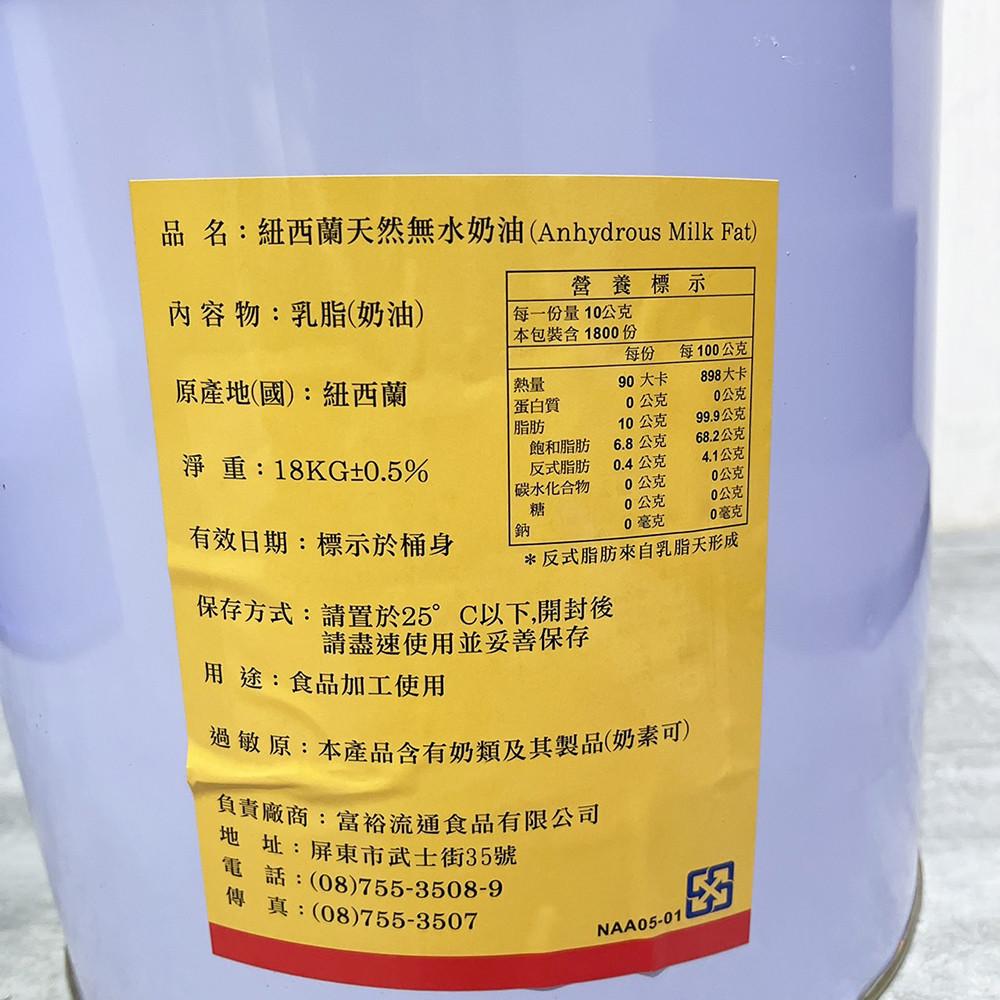 品 名：紐西蘭天然無水奶油(Anhydrous Milk Fat)
內容物：乳脂(奶油)
原產地(國)：紐西蘭
淨 重：18KG±0.5%
有效日期：標示於桶身
營養標示
每一份量 10公克
本包裝含 1800 份
每份 每 100 公克
熱量 90 大卡 898大卡
蛋白質 0 公克 0公克
脂肪 10 公克 99.9公克
飽和脂肪 6.8 公克 68.2公克
反式脂肪 0.4 公克 4.1公克
碳水化合物 0 公克 0公克
糖 0 公克 0公克
鈉 0 毫克 0毫克
＊反式脂肪來自乳脂天形成
保存方式：請置於25° C以下,開封後
請盡速使用並妥善保存
用 途：食品加工使用
過敏原：本產品含有奶類及其製品(奶素可)
負責廠商：富裕流通食品有限公司
地 址：屏東市武士街35號
電 話：(08)755-3508-9
傳 真：(08)755-3507
NAA05-01